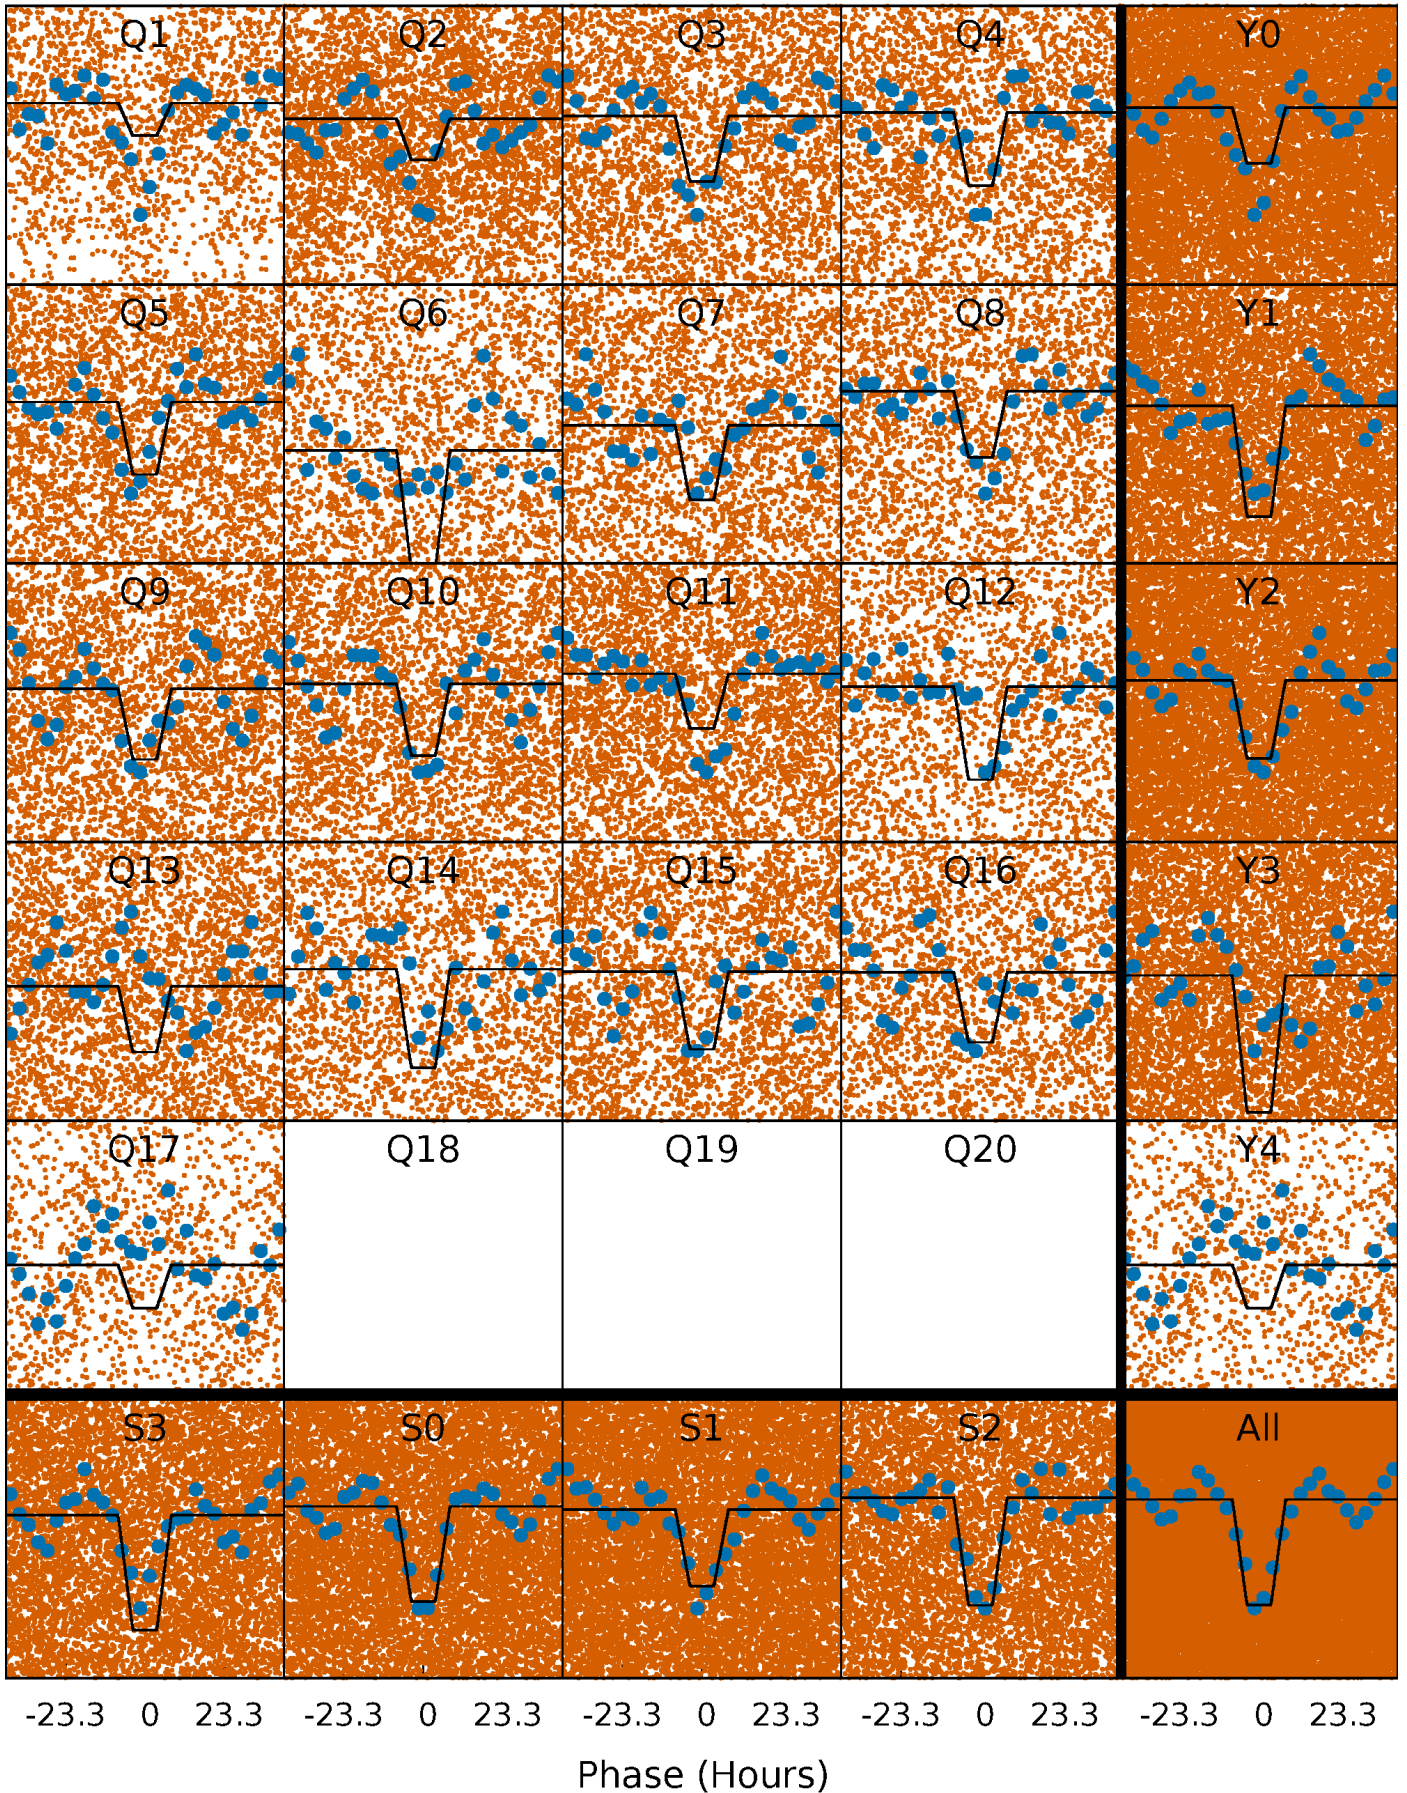 Q1 Q2 Q3 Q4 Y0
Q5 Q6 Q7 Q8 Y1
Q9 Q10 Q11 Q12 Y2
Q13 Q14 Q15 Q16 Y3
Q17 Q18 Q19 Q20 Y4
S3 S0 S1 S2 All
-23.3 0 23.3 -23.3 0 23.3 -23.3 0 23.3 -23.3 0 23.3 -23.3 0 23.3
Phase (Hours)